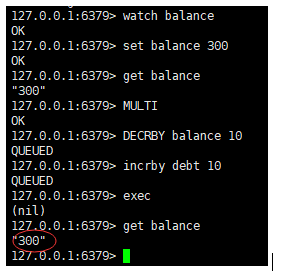 127.0.0.1:6379> watch balance
OK
127.0.0.1:6379> set balance 300
OK
127.0.0.1:6379> get balance
"300"
127.0.0.1:6379> MULTI
OK
127.0.0.1:6379> DECRBY balance 10
QUEUED
127.0.0.1:6379> incrby debt 10
QUEUED
127.0.0.1:6379> exec
(nil)
127.0.0.1:6379> get balance
"300"
127.0.0.1:6379>